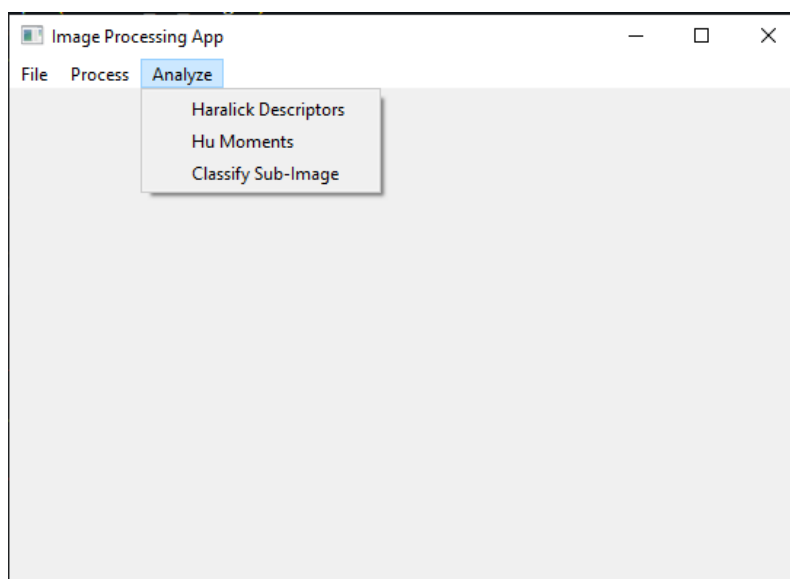 Image Processing App
File Process Analyze
Haralick Descriptors
Hu Moments
Classify Sub-Image